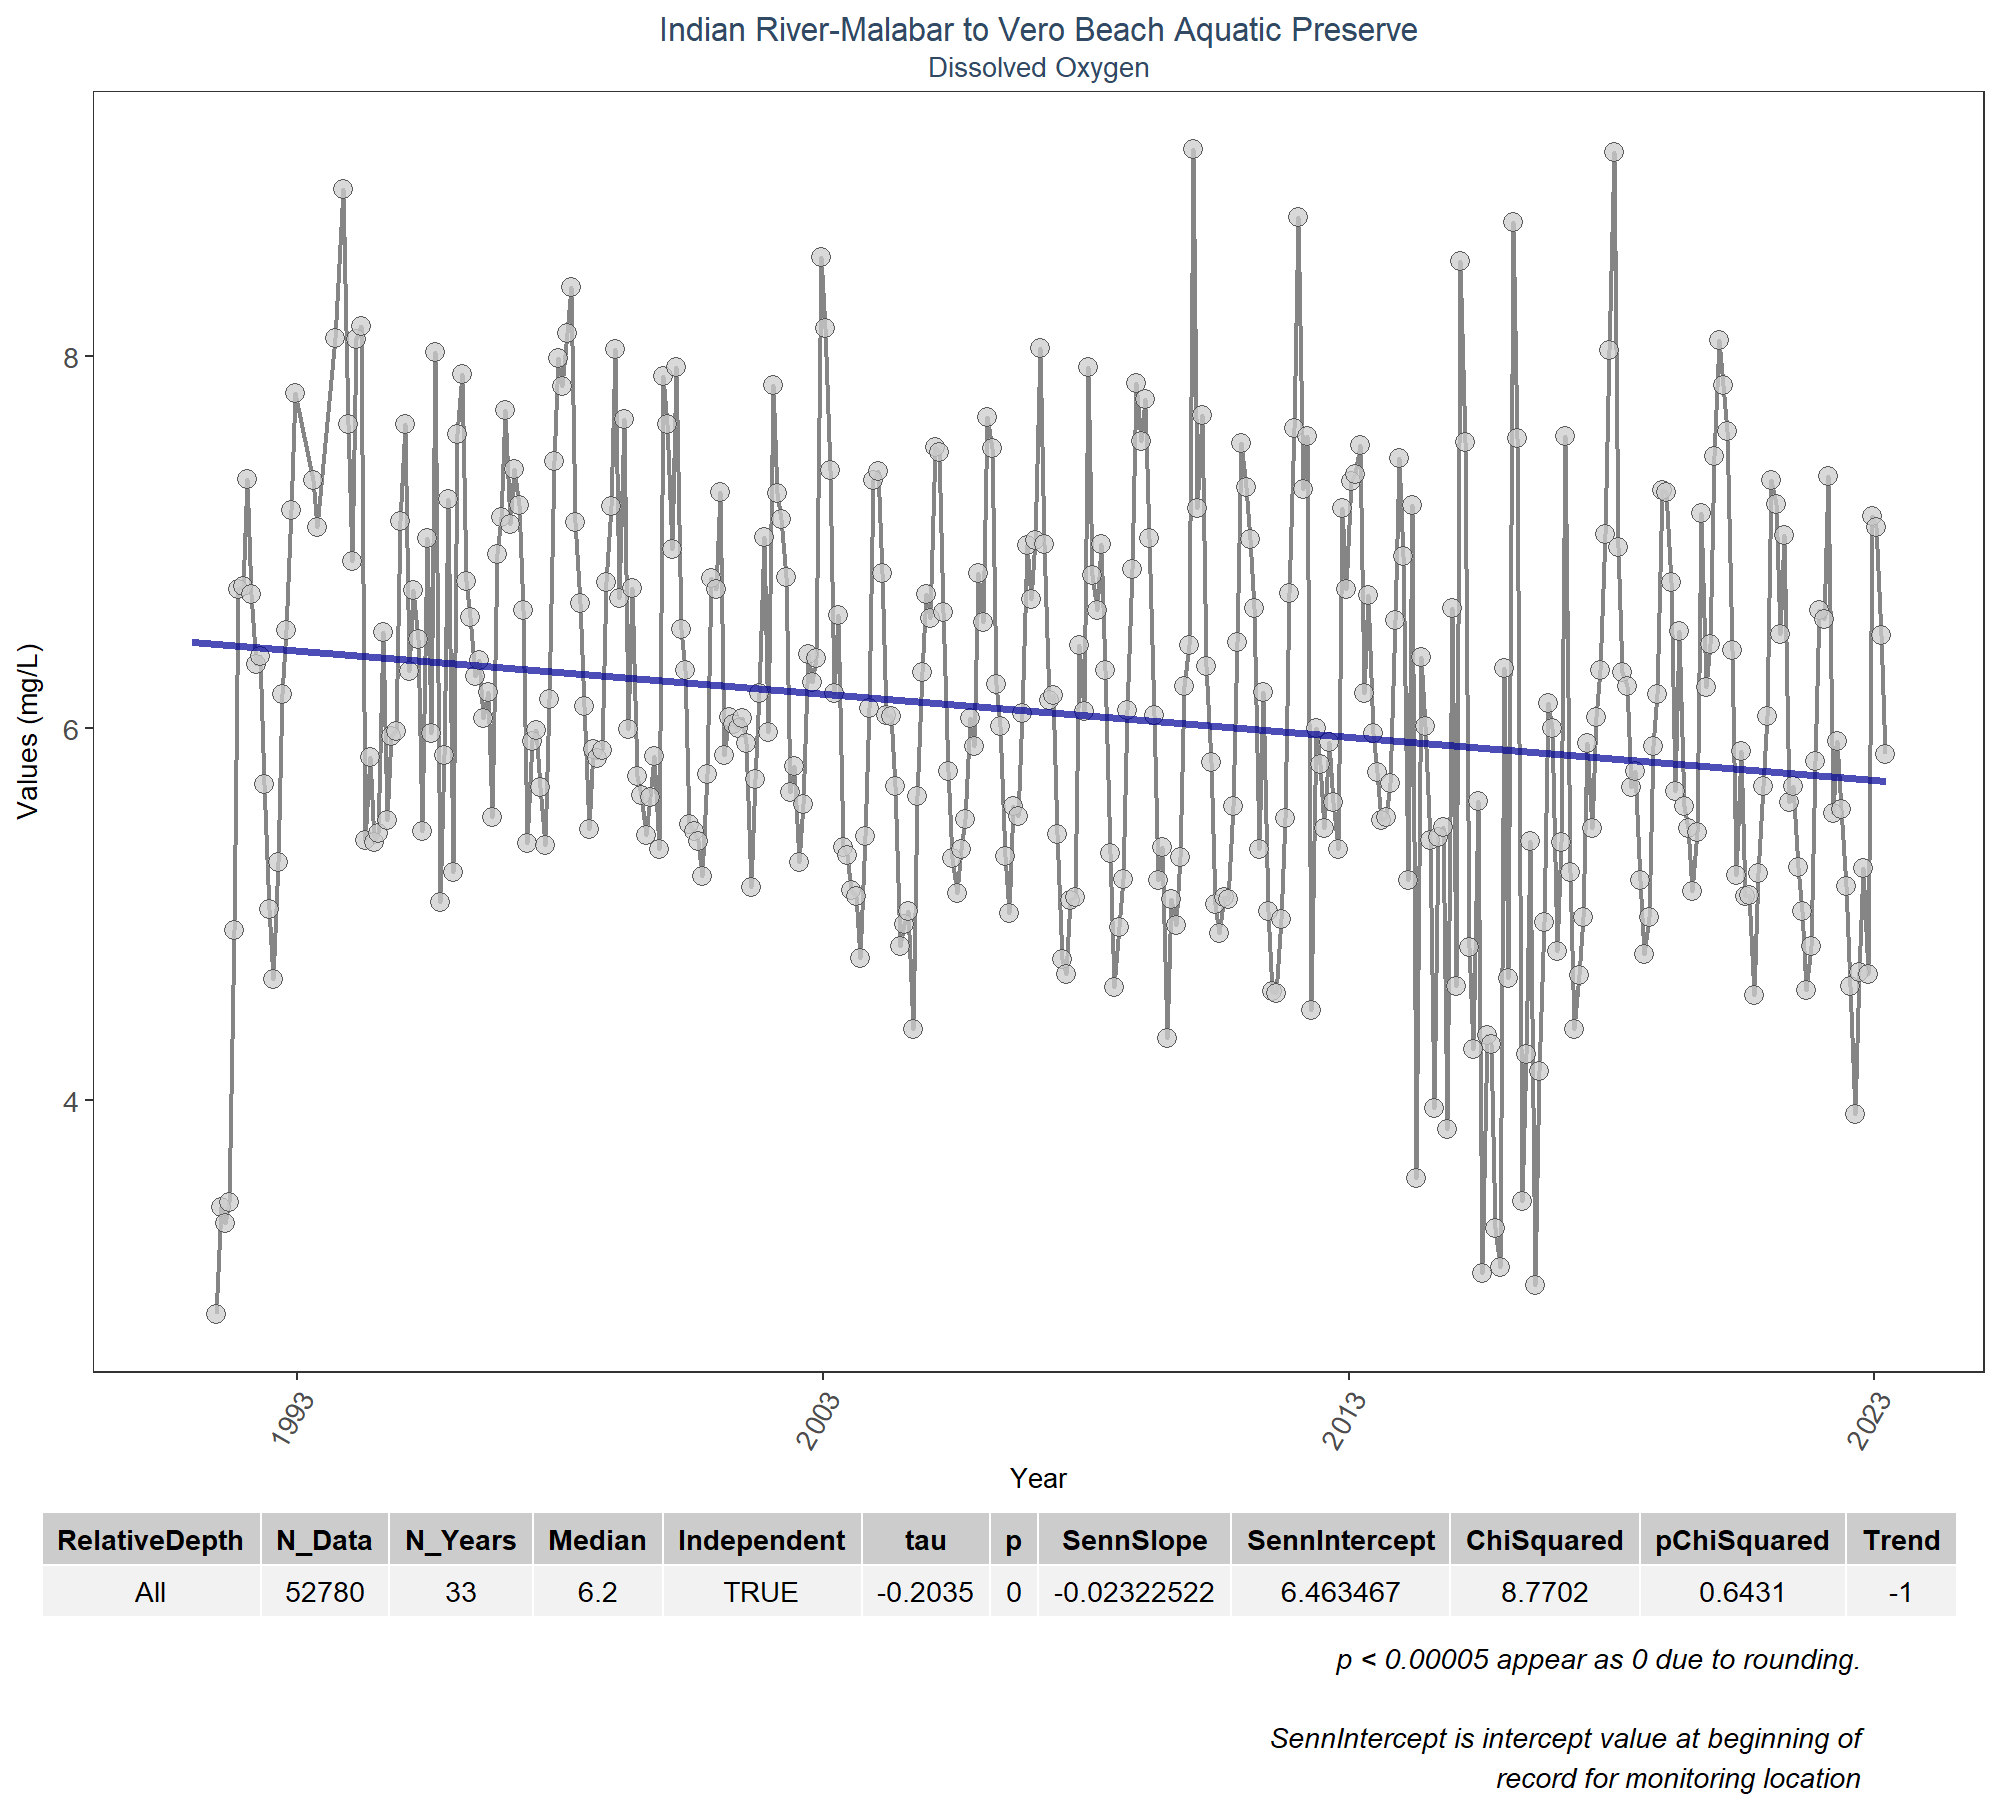 Indian River-Malabar to Vero Beach Aquatic Preserve
Dissolved Oxygen
Values (mg/L)
8
6
4
1993
2003
2013
2023
Year
RelativeDepth N_Data N_Years Median Independent tau p SennSlope SennIntercept ChiSquared pChiSquared Trend
All 52780 33 6.2 TRUE -0.2035 0 -0.02322522 6.463467 8.7702 0.6431 -1
p < 0.00005 appear as 0 due to rounding.
SennIntercept is intercept value at beginning of
record for monitoring location